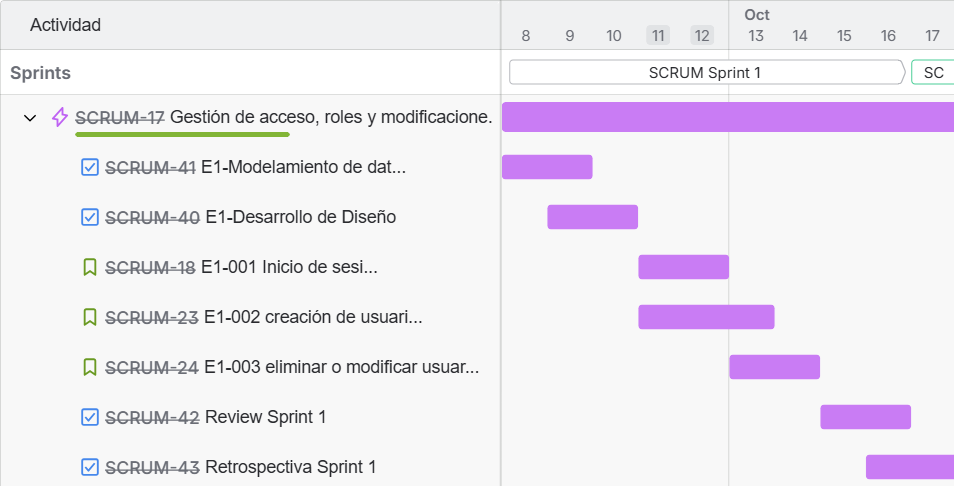 Actividad
Oct
8 9 10 11 12 13 14 15 16 17
Sprints
SCRUM Sprint 1
SC
SCRUM-17 Gestión de acceso, roles y modificacione.
SCRUM-41 E1-Modelamiento de dat...
SCRUM-40 E1-Desarrollo de Diseño
SCRUM-18 E1-001 Inicio de sesi...
SCRUM-23 E1-002 creación de usuari...
SCRUM-24 E1-003 eliminar o modificar usuar...
SCRUM-42 Review Sprint 1
SCRUM-43 Retrospectiva Sprint 1